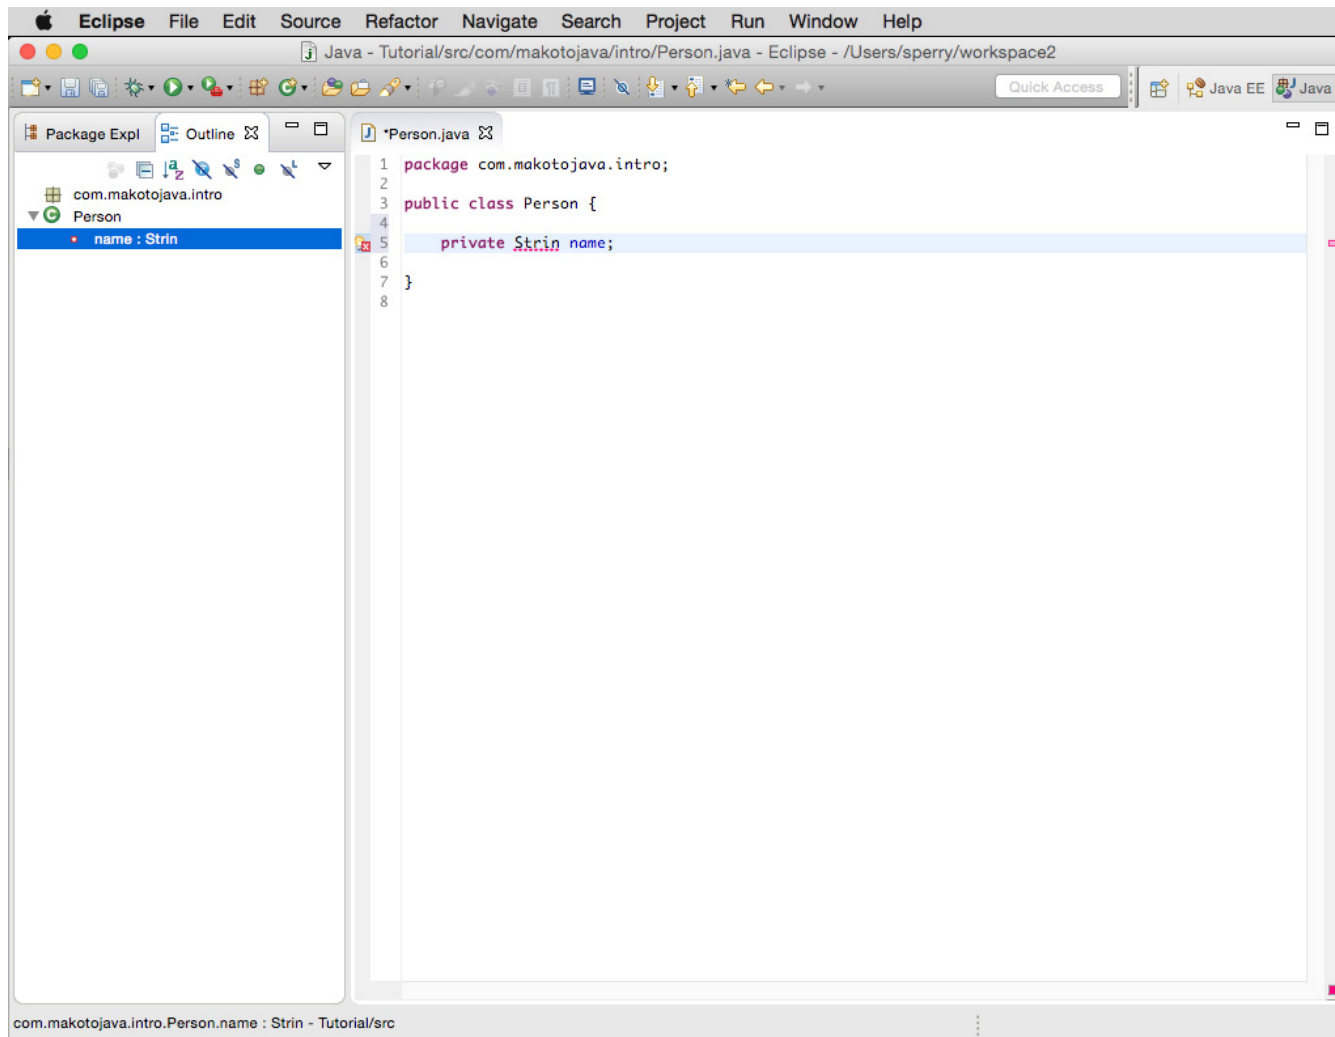 Eclipse File Edit Source Refactor Navigate Search Project Run Window Help
Java - Tutorial/src/com/makotojava/intro/Person.java - Eclipse - /Users/sperry/workspace2
Quick Access Java EE Java
Package Expl Outline
*Person.java
com.makotojava.intro
Person
name : Strin
1 package com.makotojava.intro;
2
3 public class Person {
4
5 private Strin name;
6
7 }
8
com.makotojava.intro.Person.name : Strin - Tutorial/src